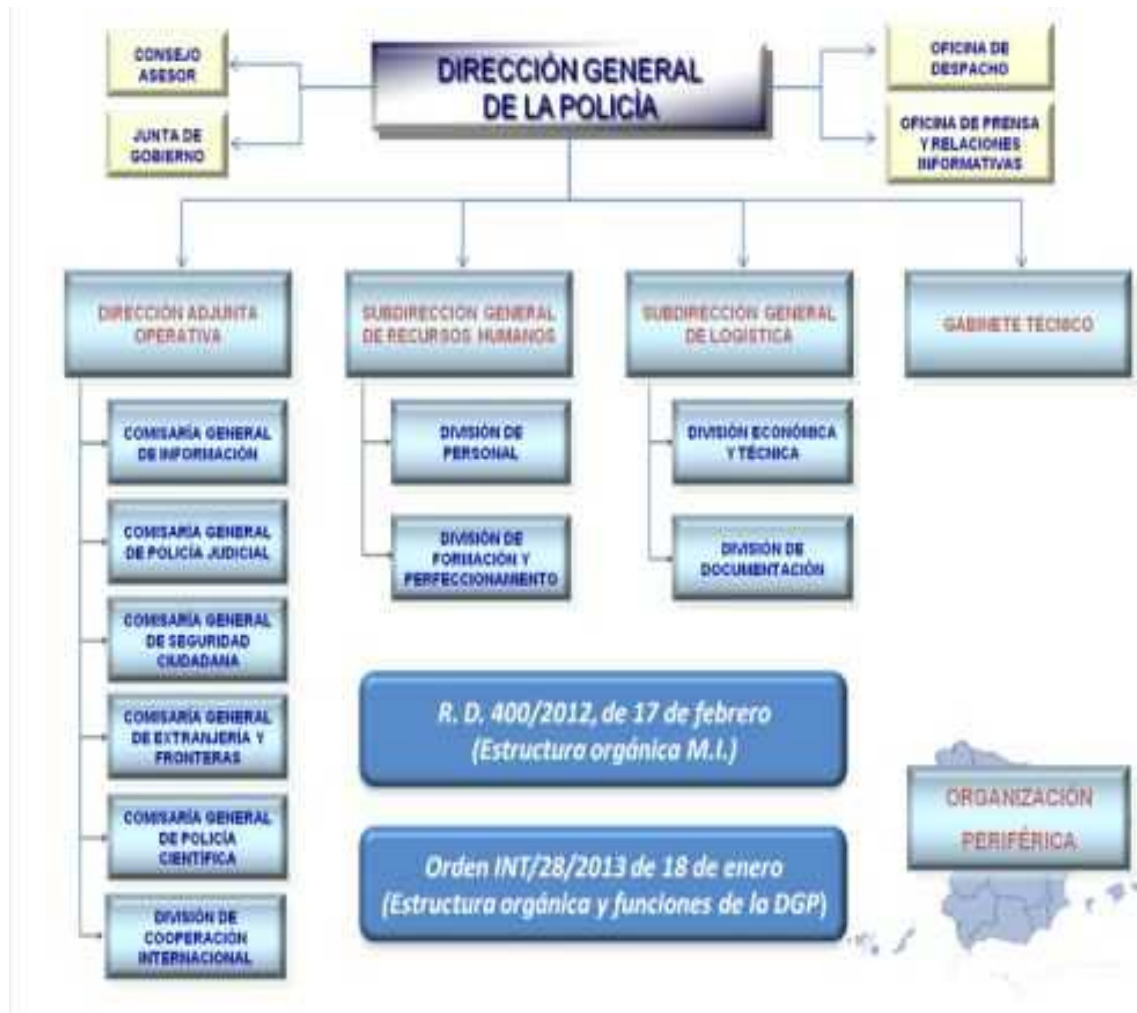 CONSEJO
ASESOR
JUNTA DE
GOBIERNO
DIRECCIÓN GENERAL
DE LA POLICÍA
OFICINA DE
DESPACHO
OFICINA DE PRENSA
Y RELACIONES
INFORMATIVAS
DIRECCIÓN ADJUNTA
OPERATIVA
SUBDIRECCIÓN GENERAL
DE RECURSOS HUMANOS
SUBDIRECCIÓN GENERAL
DE LOGÍSTICA
GABINETE TÉCNICO
COMISARÍA GENERAL
DE INFORMACIÓN
COMISARÍA GENERAL
DE POLICÍA JUDICIAL
COMISARÍA GENERAL
DE SEGURIDAD
CIUDADANA
COMISARÍA GENERAL
DE EXTRANJERÍA Y
FRONTERAS
COMISARÍA GENERAL
DE POLICÍA
CIENTÍFICA
DIVISIÓN DE
COOPERACIÓN
INTERNACIONAL
DIVISIÓN DE
PERSONAL
DIVISIÓN DE
FORMACIÓN Y
PERFECCIONAMIENTO
DIVISIÓN ECONÓMICA
Y TÉCNICA
DIVISIÓN DE
DOCUMENTACIÓN
R. D. 400/2012, de 17 de febrero
(Estructura orgánica M.I.)
Orden INT/28/2013 de 18 de enero
(Estructura orgánica y funciones de la DGP)
ORGANIZACIÓN
PERIFÉRICA